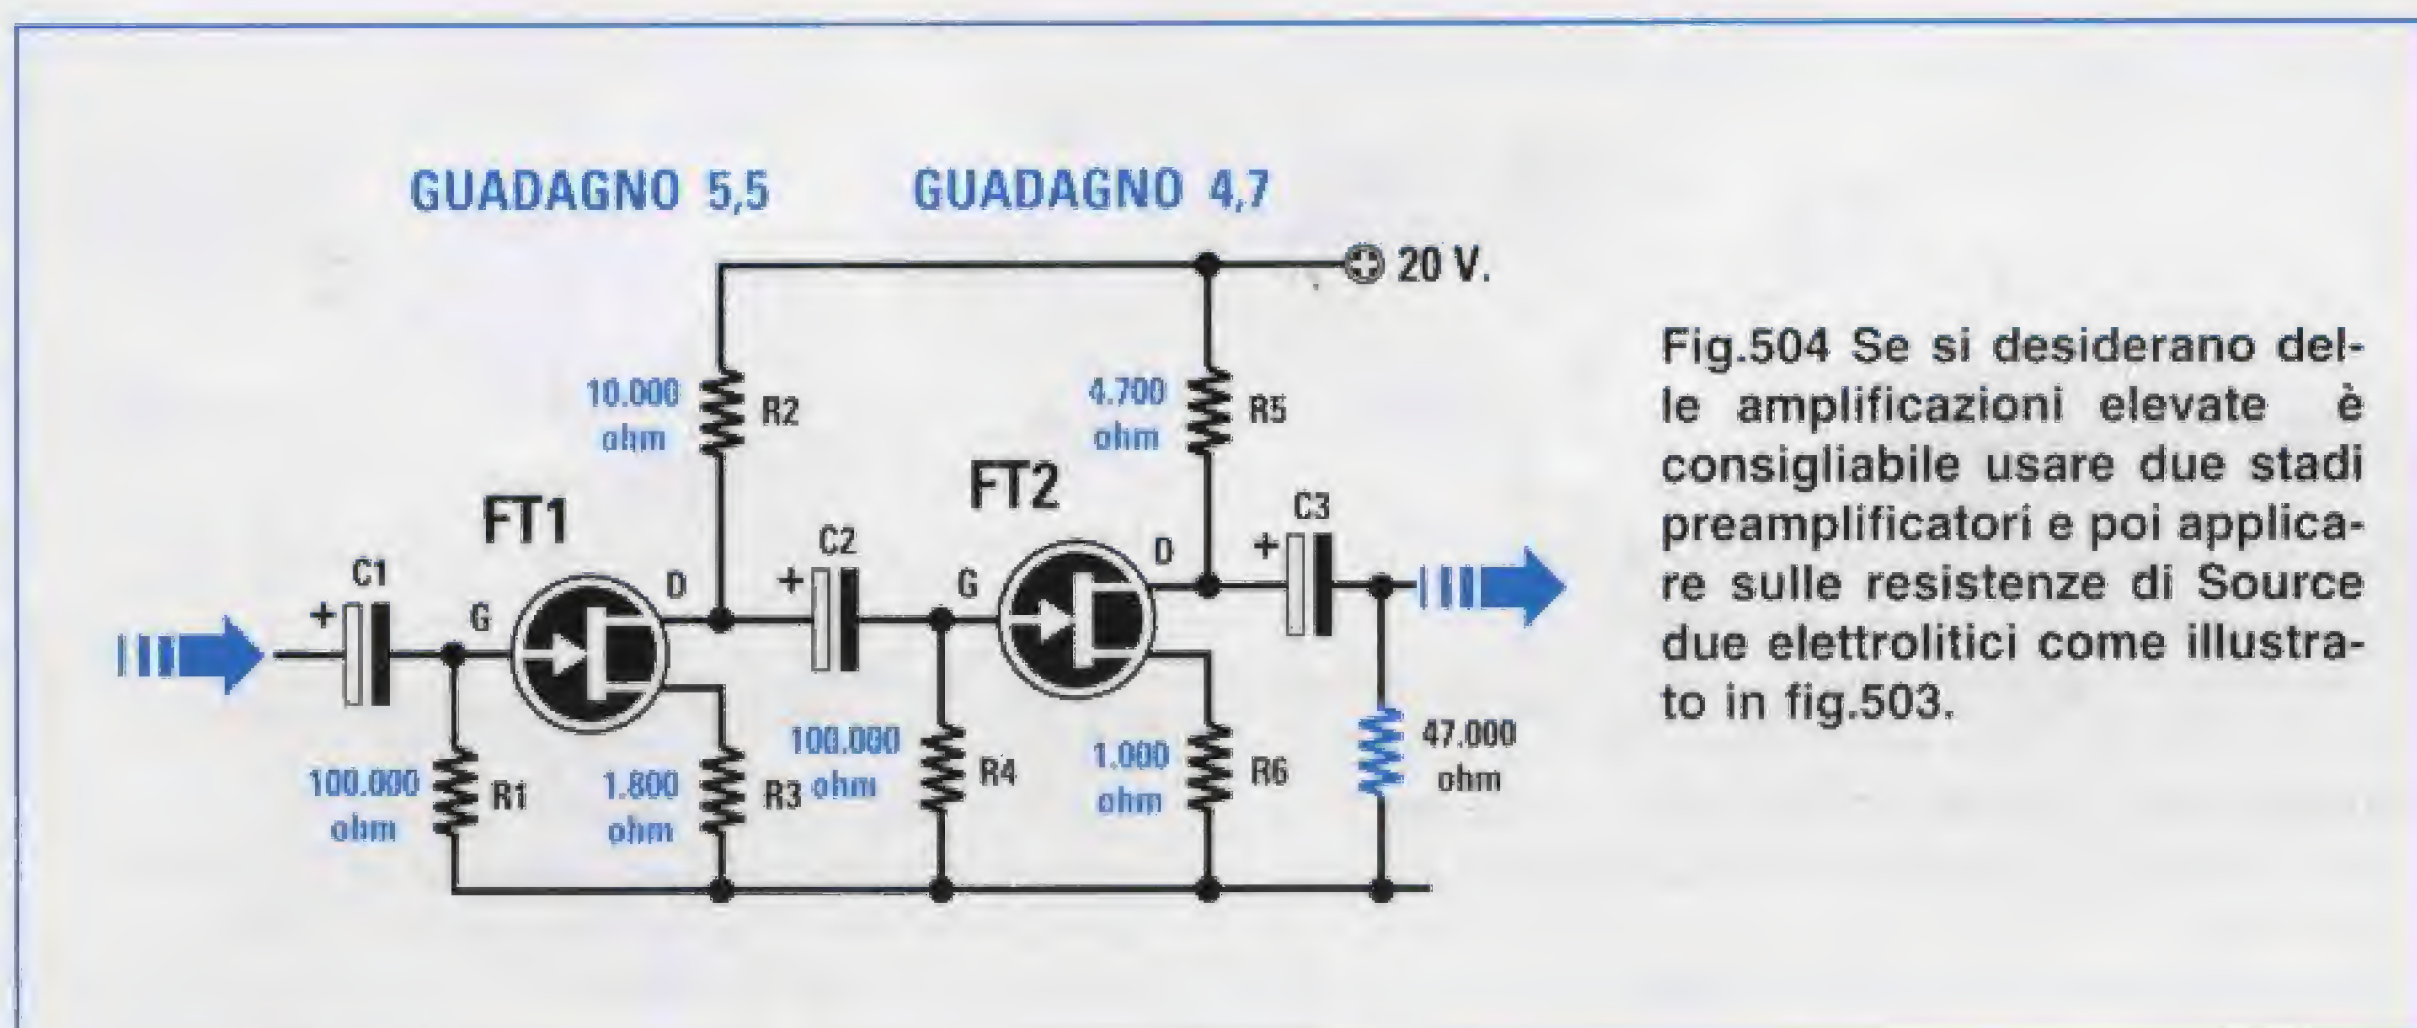 GUADAGNO 5,5
GUADAGNO 4,7
20 V.
10.000
ohm
R2
4.700
ohm
R5
FT1
FT2
C1
+
G
D
C2
+
G
D
C3
+
100.000
ohm
R1
1.800
ohm
R3
100.000
ohm
R4
1.000
ohm
R6
47.000
ohm
Fig.504 Se si desiderano del-
le amplificazioni elevate è
consigliabile usare due stadi
preamplificatori e poi applica-
re sulle resistenze di Source
due elettrolitici come illustra-
to in fig.503.